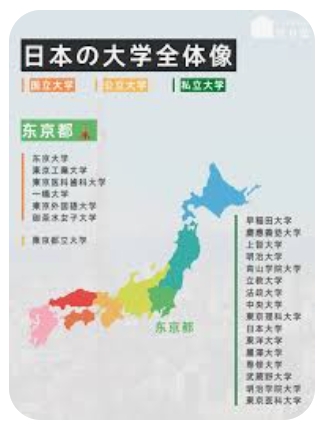 日本の大学全体像
国立大学
公立大学
私立大学
东京都
东京大学
東京工業大学
東京医科歯科大学
一橋大学
東京外国語大学
御茶水女子大学
東京都立大学
早稲田大学
慶應義塾大学
上智大学
明治大学
青山学院大学
立教大学
法政大学
中央大学
東京理科大学
日本大学
東洋大学
専修大学
武蔵野大学
明治学院大学
東京医科大学
东京都